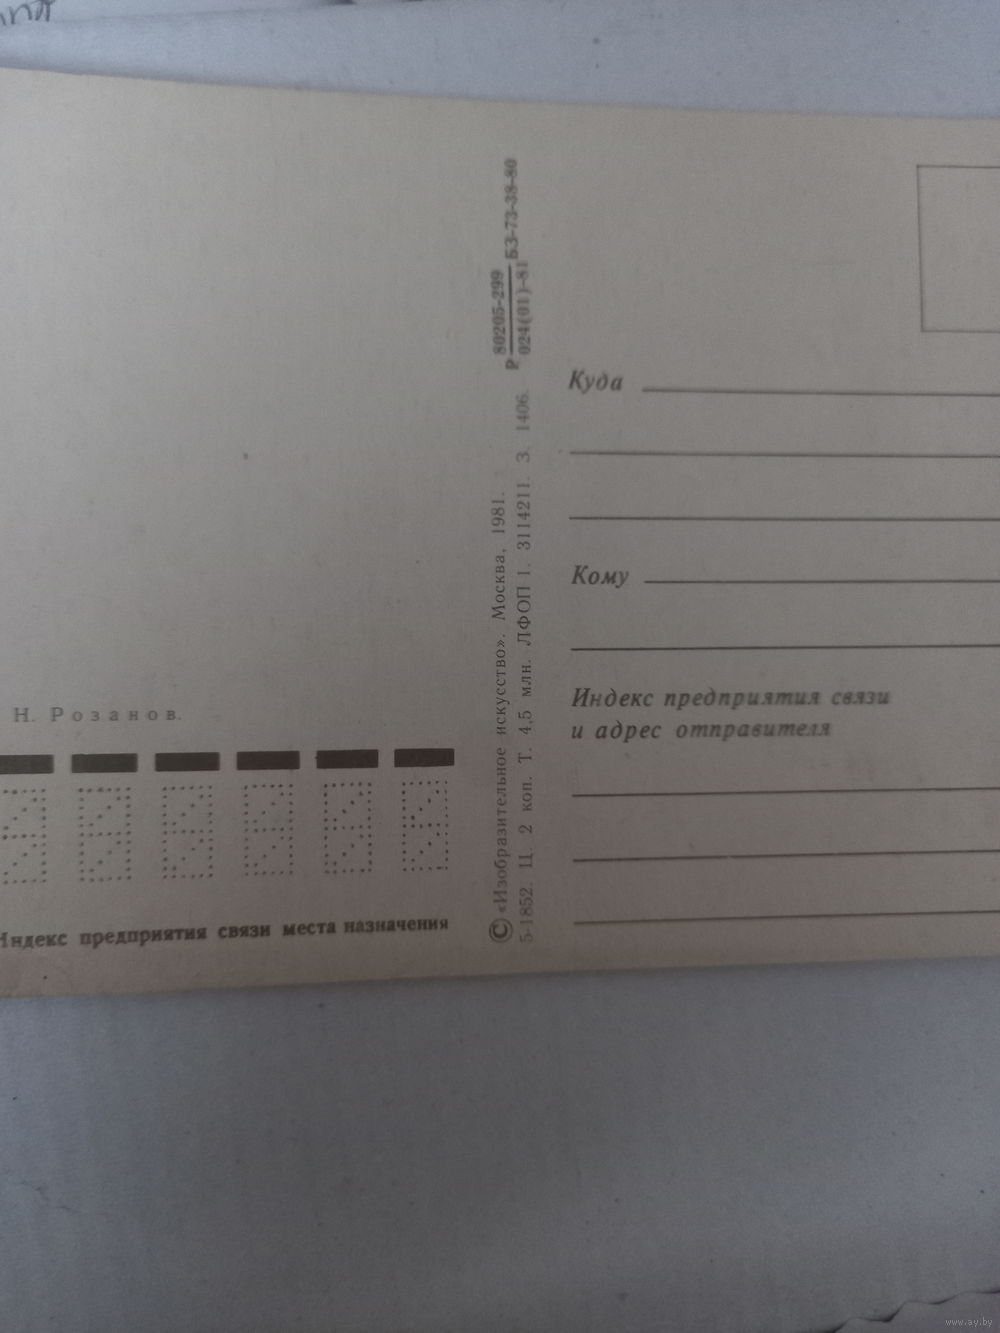 Н. Розанов.
Индекс предприятия связи места назначения
© «Изобразительное искусство». Москва, 1981.
5-1852. Ц. 2 коп. Т. 4,5 млн. ЛФОП 1. 3114211. З. 1406.
Р 80205-299
024(01)-81
БЗ-73-38-80
Куда
Кому
Индекс предприятия связи
и адрес отправителя
www.ay.by